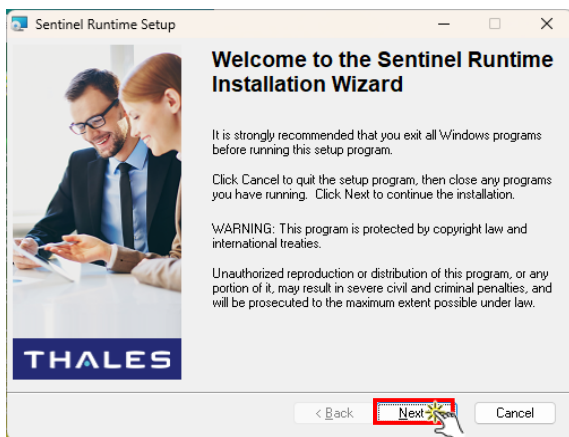 Sentinel Runtime Setup
Welcome to the Sentinel Runtime
Installation Wizard
It is strongly recommended that you exit all Windows programs
before running this setup program.
Click Cancel to quit the setup program, then close any programs
you have running. Click Next to continue the installation.
WARNING: This program is protected by copyright law and
international treaties.
Unauthorized reproduction or distribution of this program, or any
portion of it, may result in severe civil and criminal penalties, and
will be prosecuted to the maximum extent possible under law.
THALES
< Back
Next
Cancel